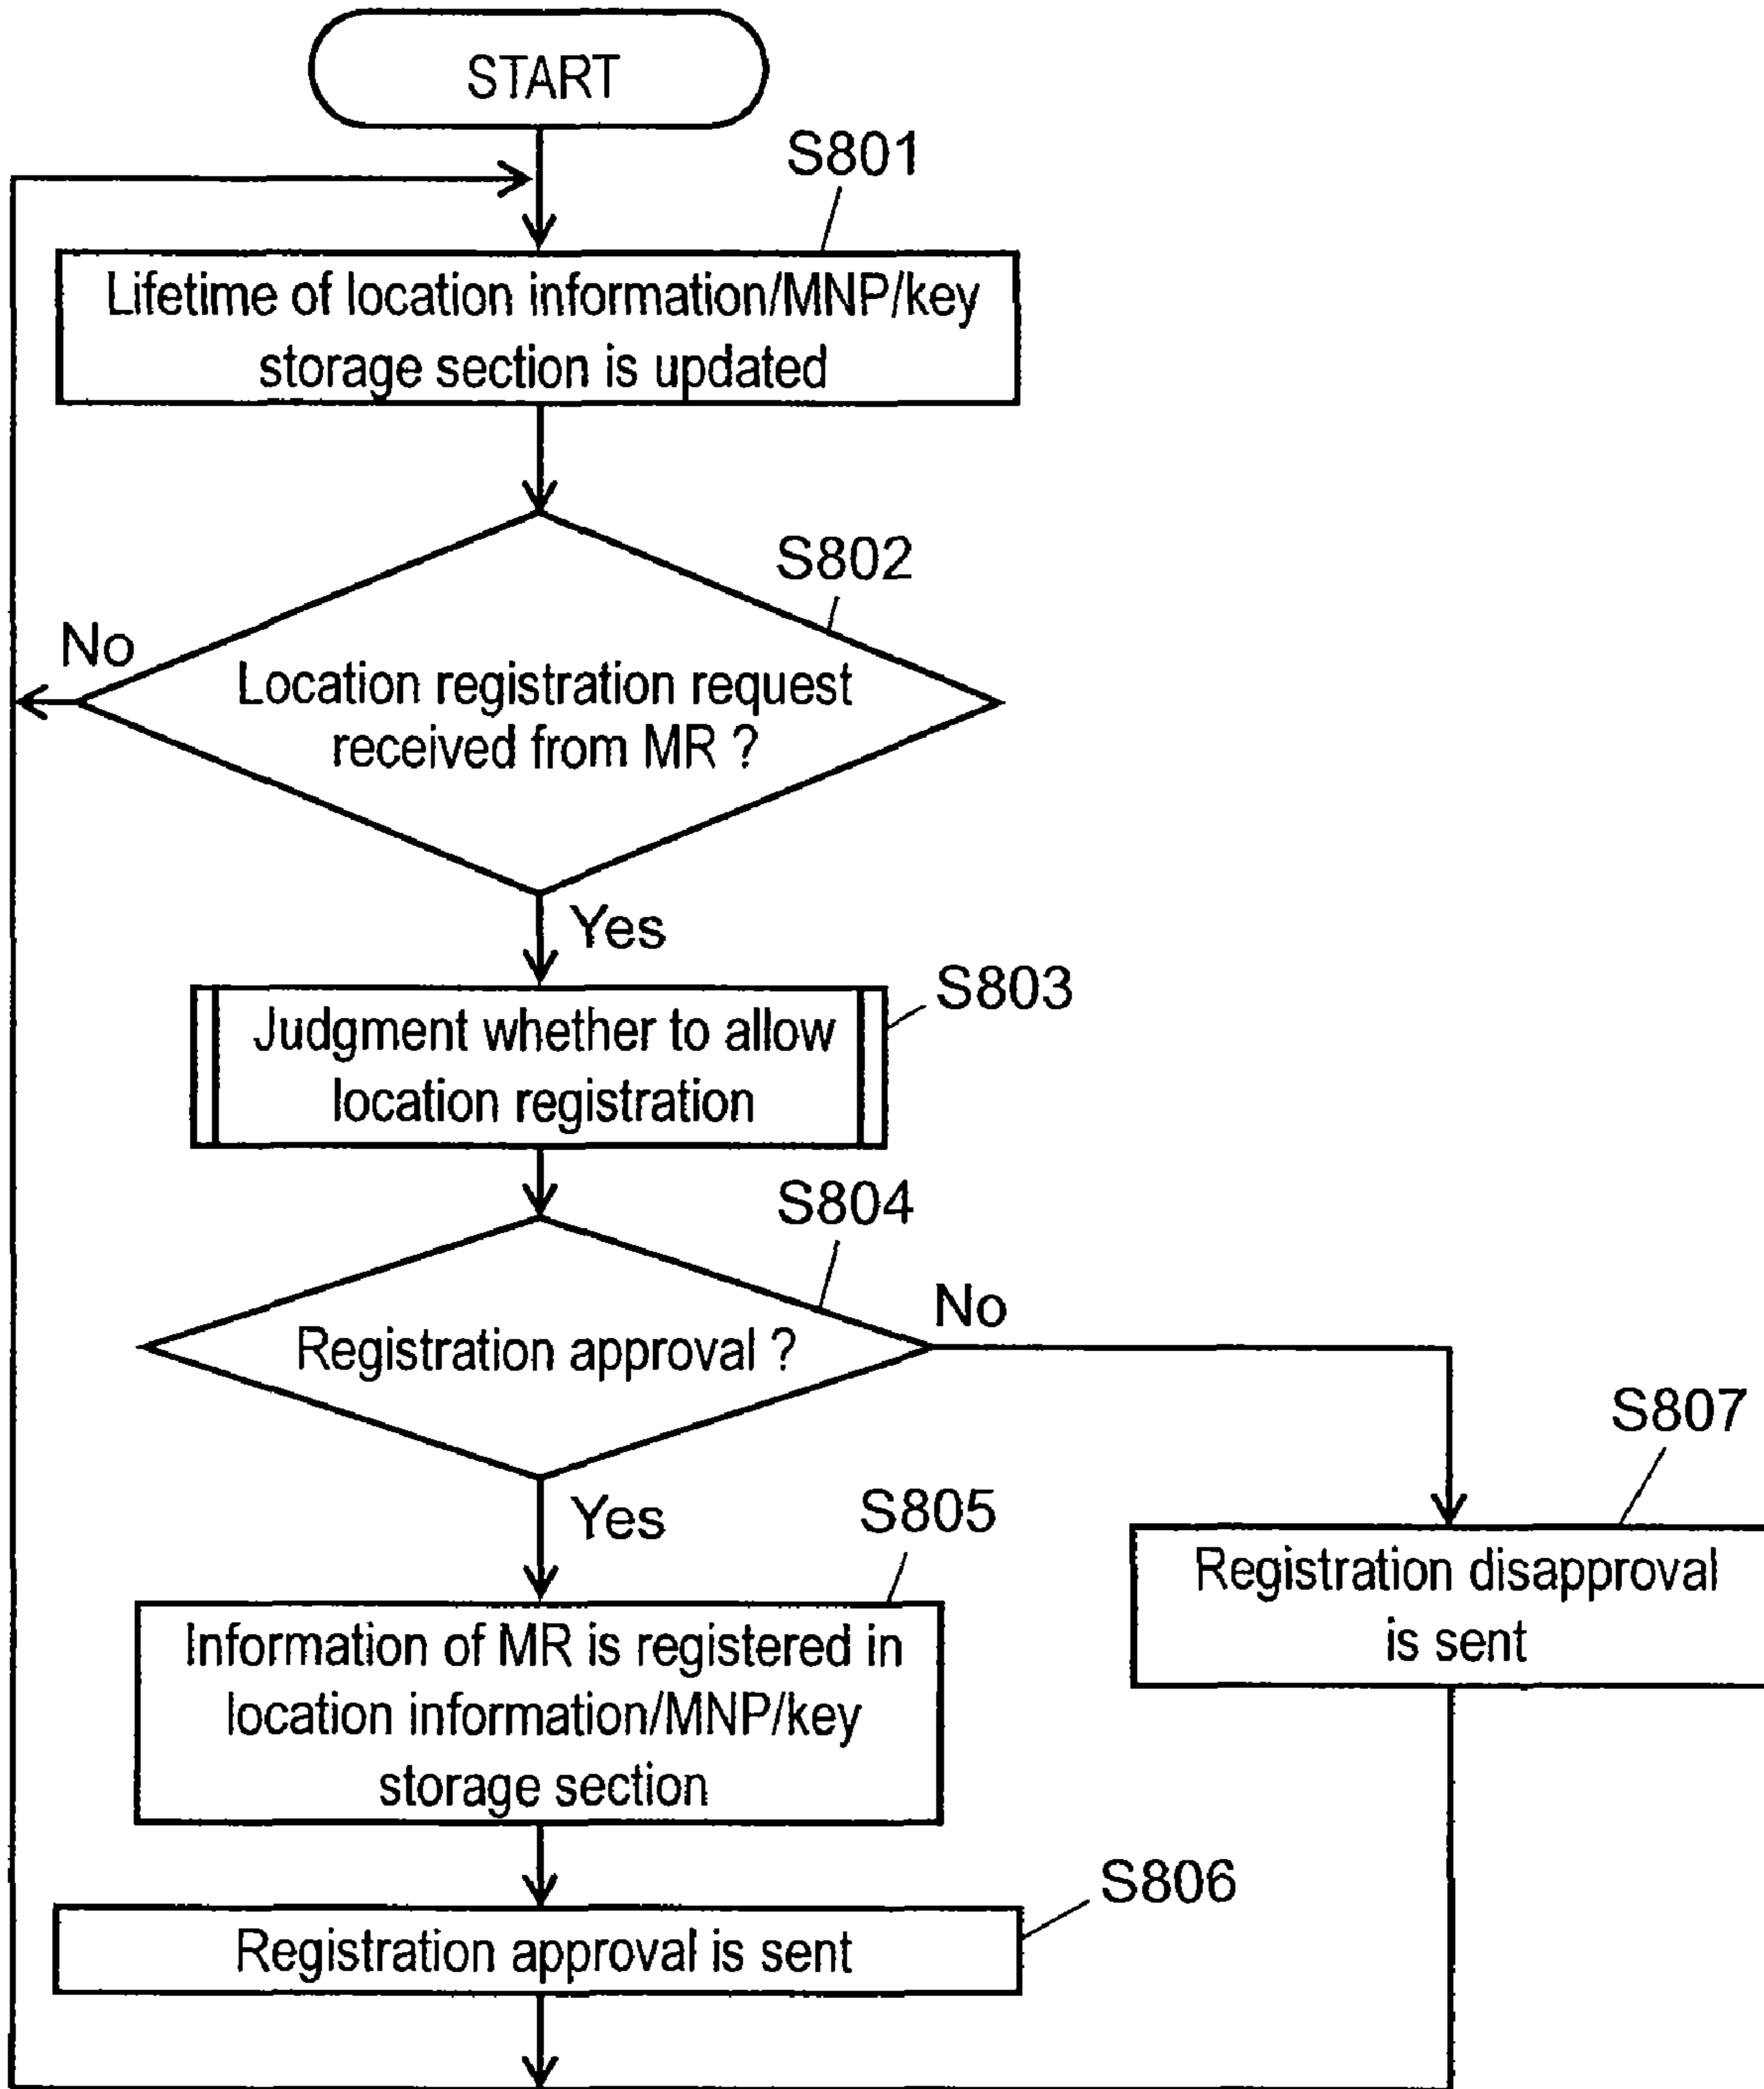 START
S801
Lifetime of location information/MNP/key
storage section is updated
S802
No
Location registration request
received from MR ?
Yes
S803
Judgment whether to allow
location registration
S804
No
Registration approval ?
S807
Yes
S805
Registration disapproval
is sent
Information of MR is registered in
location information/MNP/key
storage section
S806
Registration approval is sent